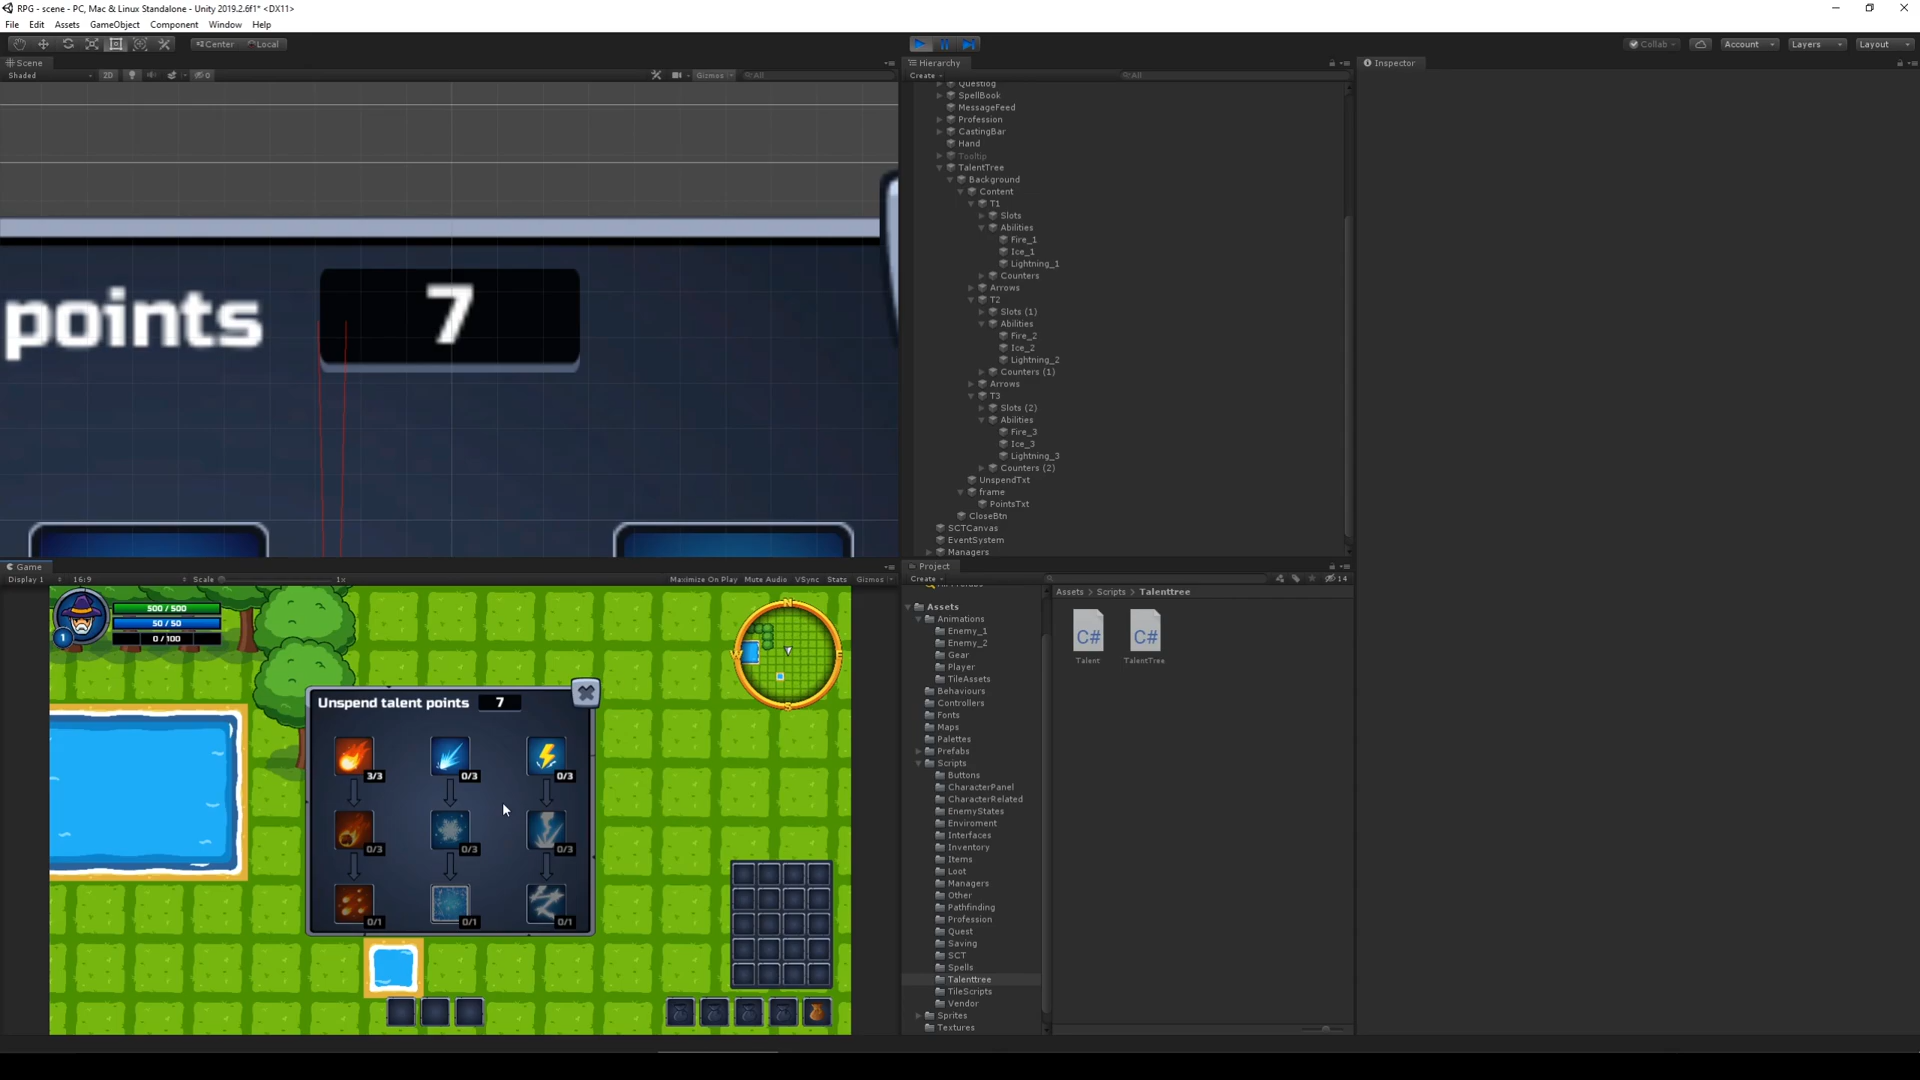 RPG - scene - PC, Mac & Linux Standalone - Unity 2019.2.6f1* <DX11>
File Edit Assets GameObject Component Window Help
Center Local
Collab Account Layers Layout
Scene
Shaded 2D 0 Gizmos All
points 7
Hierarchy
Create All
Questlog
SpellBook
MessageFeed
Profession
CastingBar
Hand
Tooltip
TalentTree
Background
Content
T1
Slots
Abilities
Fire_1
Ice_1
Lightning_1
Counters
Arrows
T2
Slots (1)
Abilities
Fire_2
Ice_2
Lightning_2
Counters (1)
Arrows
T3
Slots (2)
Abilities
Fire_3
Ice_3
Lightning_3
Counters (2)
UnspendTxt
frame
PointsTxt
CloseBtn
SCTCanvas
EventSystem
Managers
Inspector
Game
Display 1 16:9 Scale 1x Maximize On Play Mute Audio VSync Stats Gizmos
500 / 500
50 / 50
0 / 100
1
N
W
E
S
Unspend talent points 7
3/3 0/3 0/3
0/3 0/3 0/3
0/1 0/1 0/1
Project
Create 14
Assets
Animations
Enemy_1
Enemy_2
Gear
Player
TileAssets
Behaviours
Controllers
Fonts
Maps
Palettes
Prefabs
Scripts
Buttons
CharacterPanel
CharacterRelated
EnemyStates
Enviroment
Interfaces
Inventory
Items
Loot
Managers
Other
Pathfinding
Profession
Quest
Saving
SCT
Spells
Talenttree
TileScripts
Vendor
Sprites
Textures
Assets > Scripts > Talenttree
C# C#
Talent TalentTree